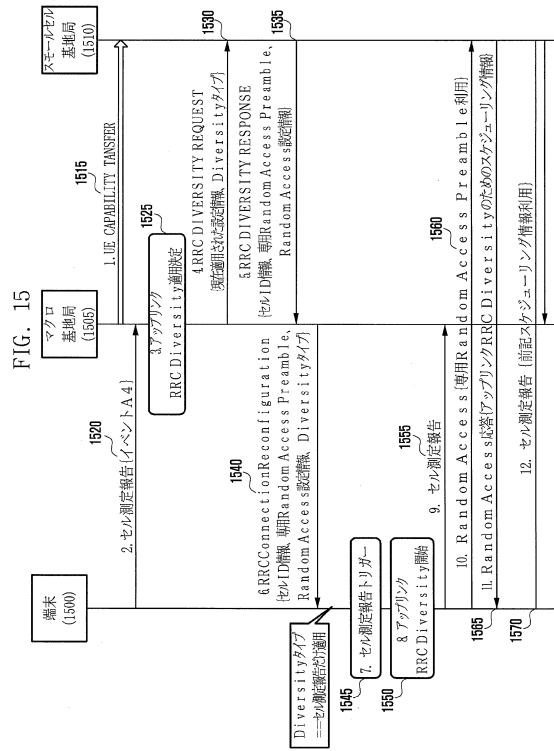 FIG. 15
端末
(1500)
マクロ
基地局
(1505)
スモールセル
基地局
(1510)
1515
1.UE CAPABILITY TANSFER
1520
2.セル測定報告{イベントA4}
1525
3.アップリンク
RRC Diversity適用決定
1530
4.RRC DIVERSITY REQUEST
{現在適用された設定情報、Diversityタイプ}
1535
5.RRC DIVERSITY RESPONSE
{セルID情報、専用Random Access Preamble、
Random Access設定情報}
1540
6.RRCConnectionReconfiguration
{セルID情報、専用Random Access Preamble、
Random Access設定情報、Diversityタイプ}
Diversityタイプ
==セル測定報告だけ適用
1545
7. セル測定報告トリガー
1550
8. アップリンク
RRC Diversity開始
1555
9. セル測定報告
1560
10. Random Access{専用Random Access Preamble利用}
1565
11. Random Access応答{アップリンクRRC Diversityのためのスケジューリング情報}
1570
12. セル測定報告 {前記スケジューリング情報利用}